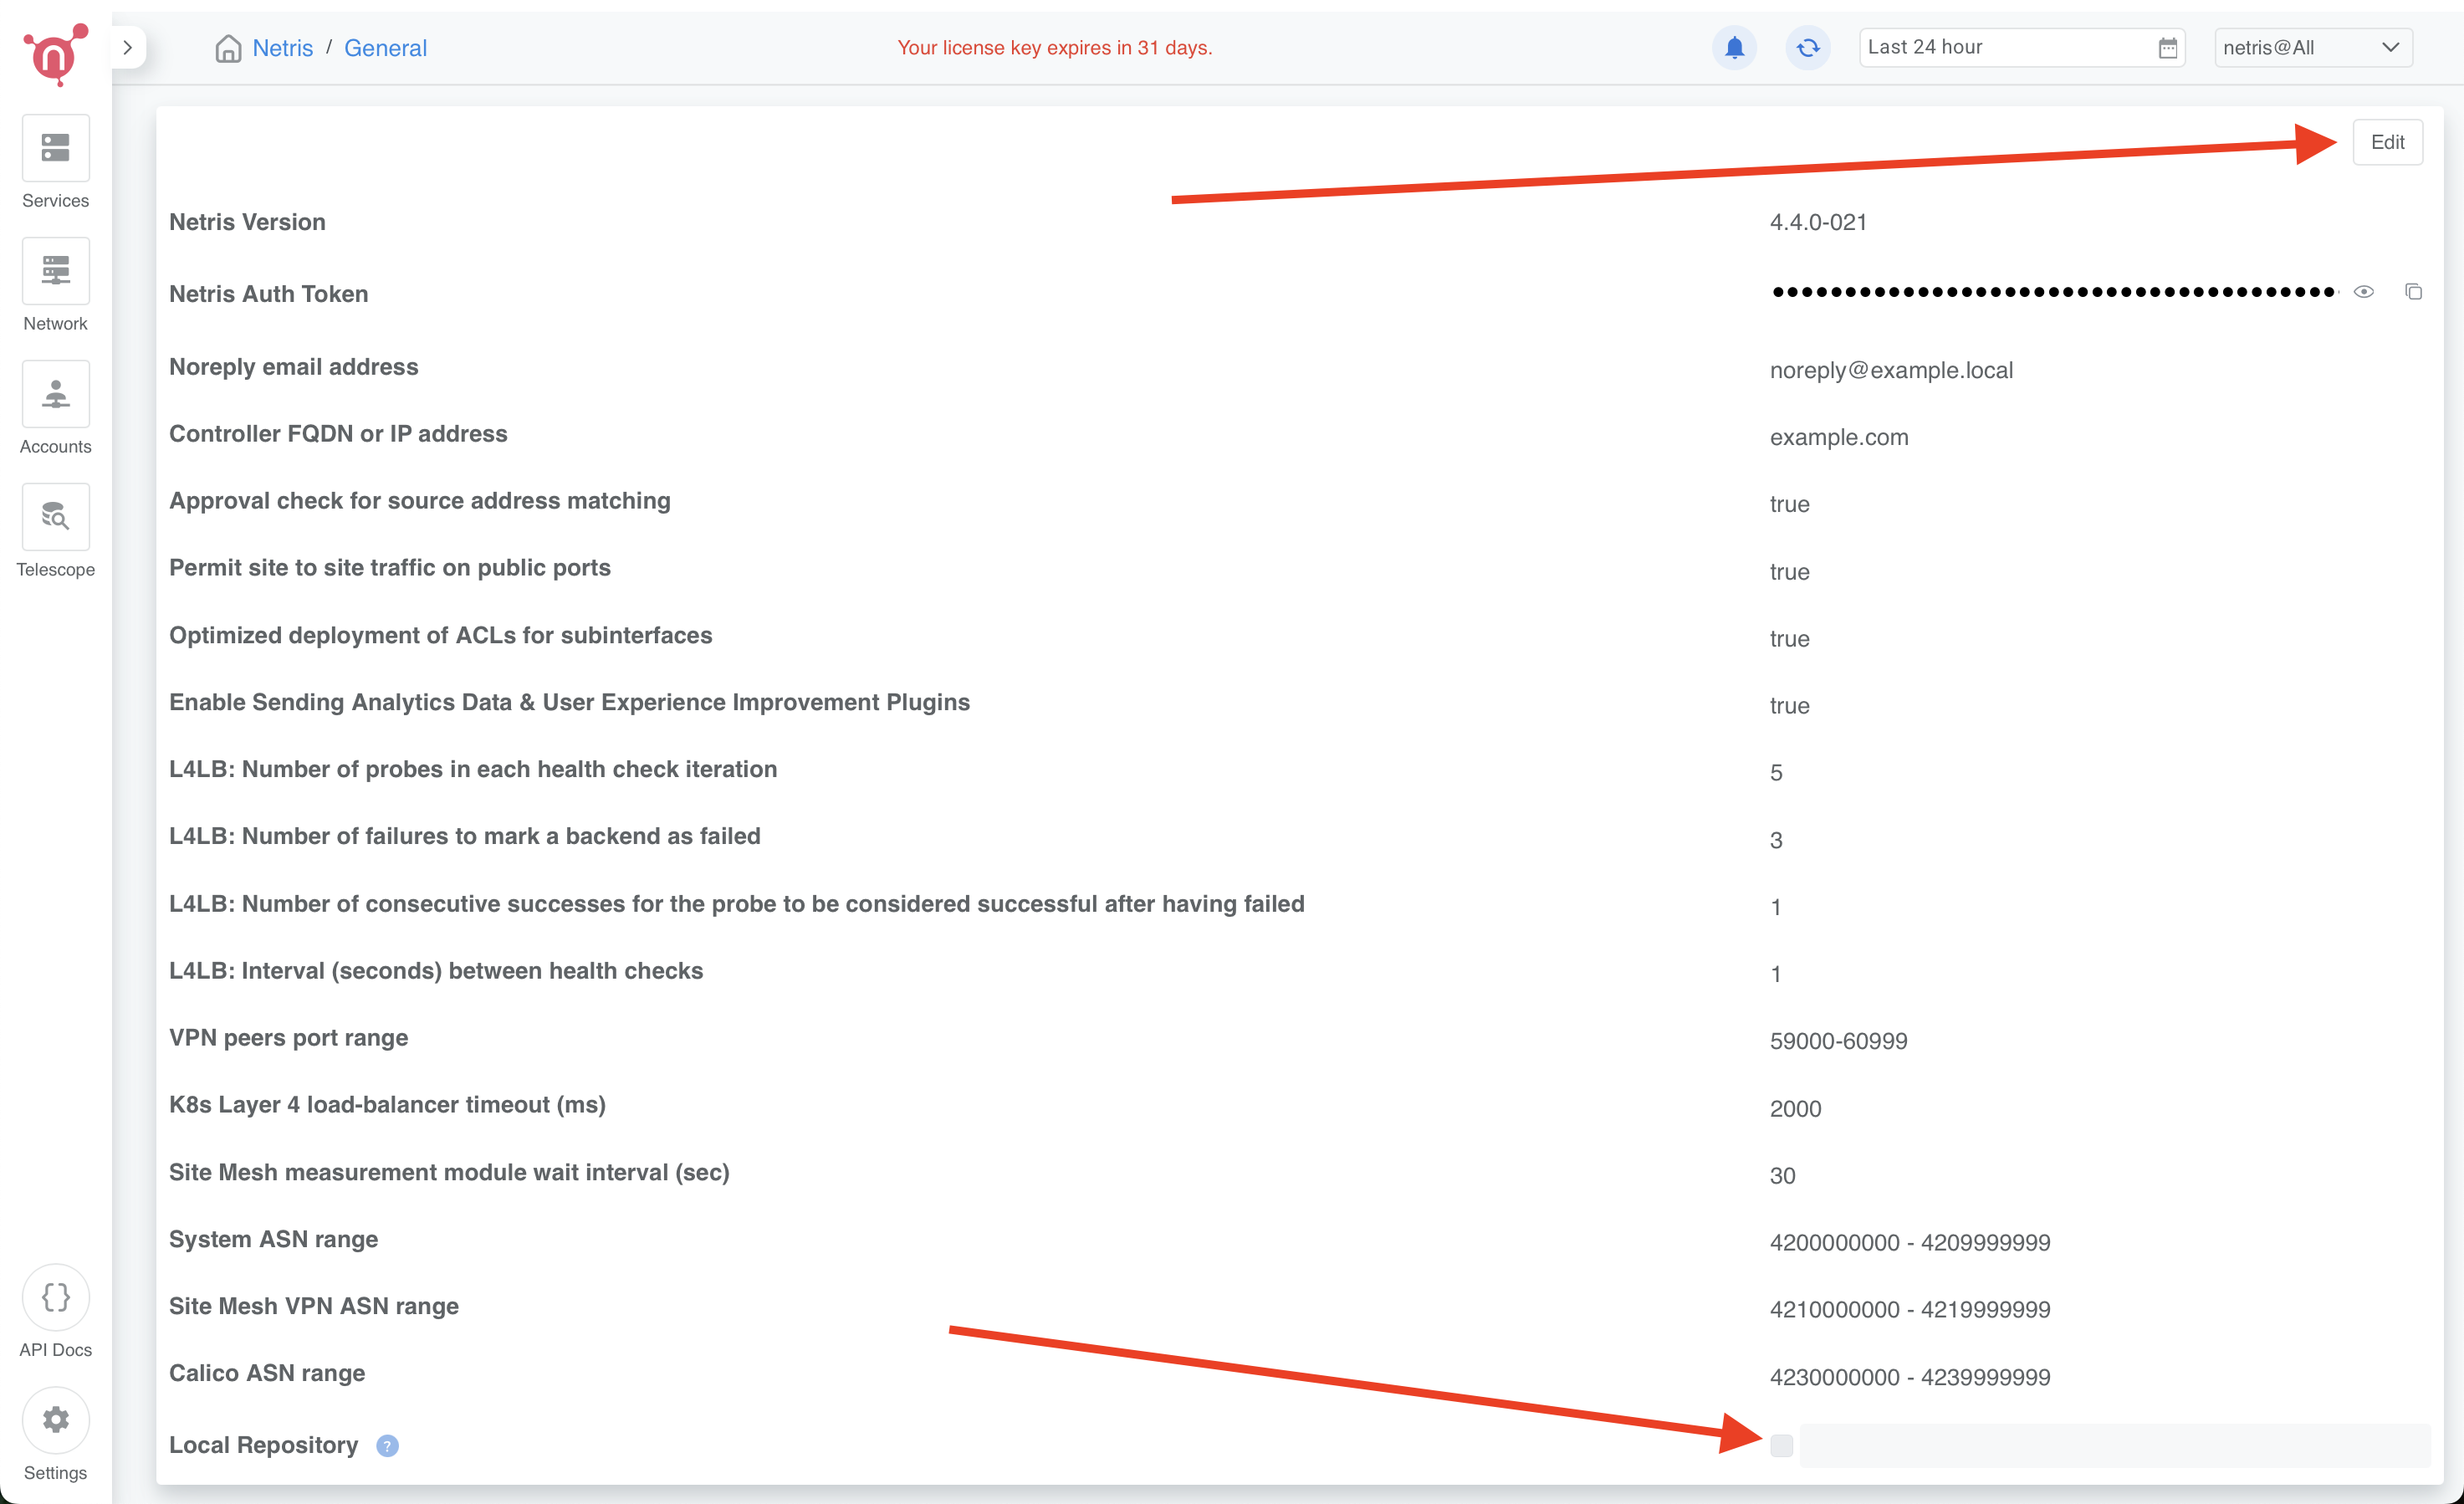 Netris / General
Your license key expires in 31 days.
Last 24 hour
netris@All
Edit
Services
Network
Accounts
Telescope
API Docs
Settings
Netris Version 4.4.0-021
Netris Auth Token ••••••••••••••••••••••••••••••••••••••
Noreply email address noreply@example.local
Controller FQDN or IP address example.com
Approval check for source address matching true
Permit site to site traffic on public ports true
Optimized deployment of ACLs for subinterfaces true
Enable Sending Analytics Data & User Experience Improvement Plugins true
L4LB: Number of probes in each health check iteration 5
L4LB: Number of failures to mark a backend as failed 3
L4LB: Number of consecutive successes for the probe to be considered successful after having failed 1
L4LB: Interval (seconds) between health checks 1
VPN peers port range 59000-60999
K8s Layer 4 load-balancer timeout (ms) 2000
Site Mesh measurement module wait interval (sec) 30
System ASN range 4200000000 - 4209999999
Site Mesh VPN ASN range 4210000000 - 4219999999
Calico ASN range 4230000000 - 4239999999
Local Repository ?